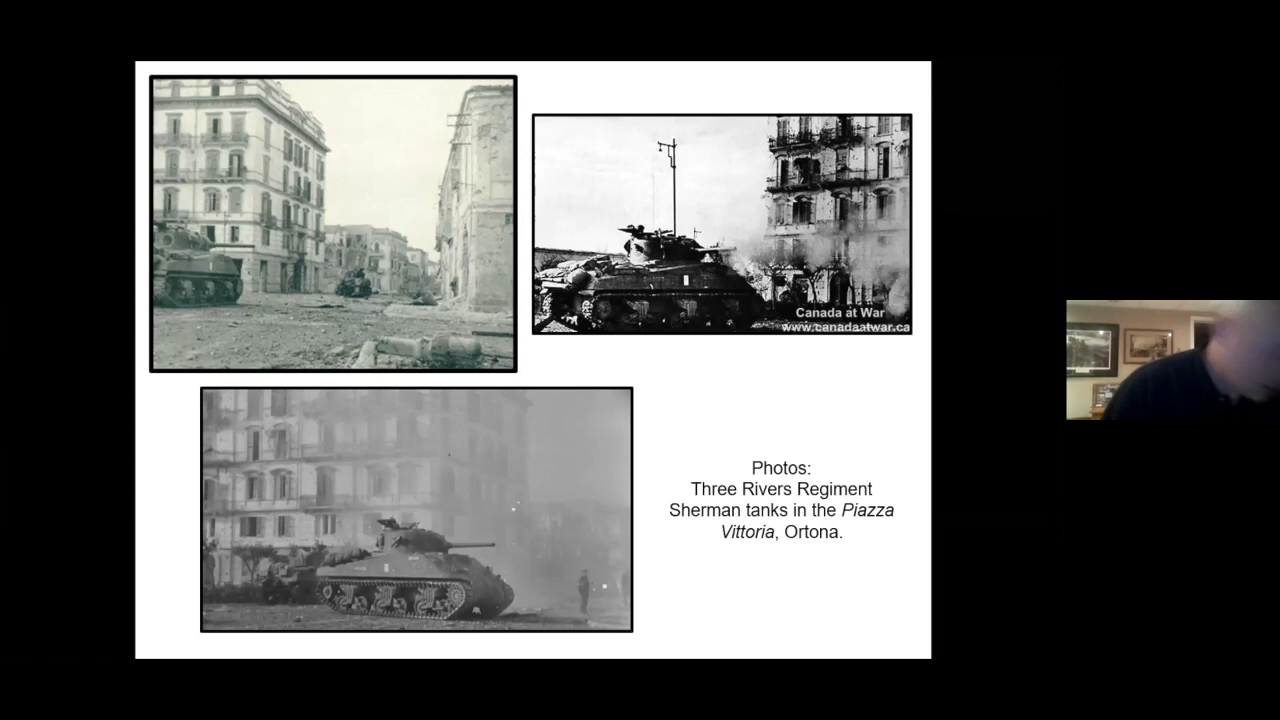 Canada at War
www.canadaatwar.ca
Photos:
Three Rivers Regiment
Sherman tanks in the Piazza
Vittoria, Ortona.